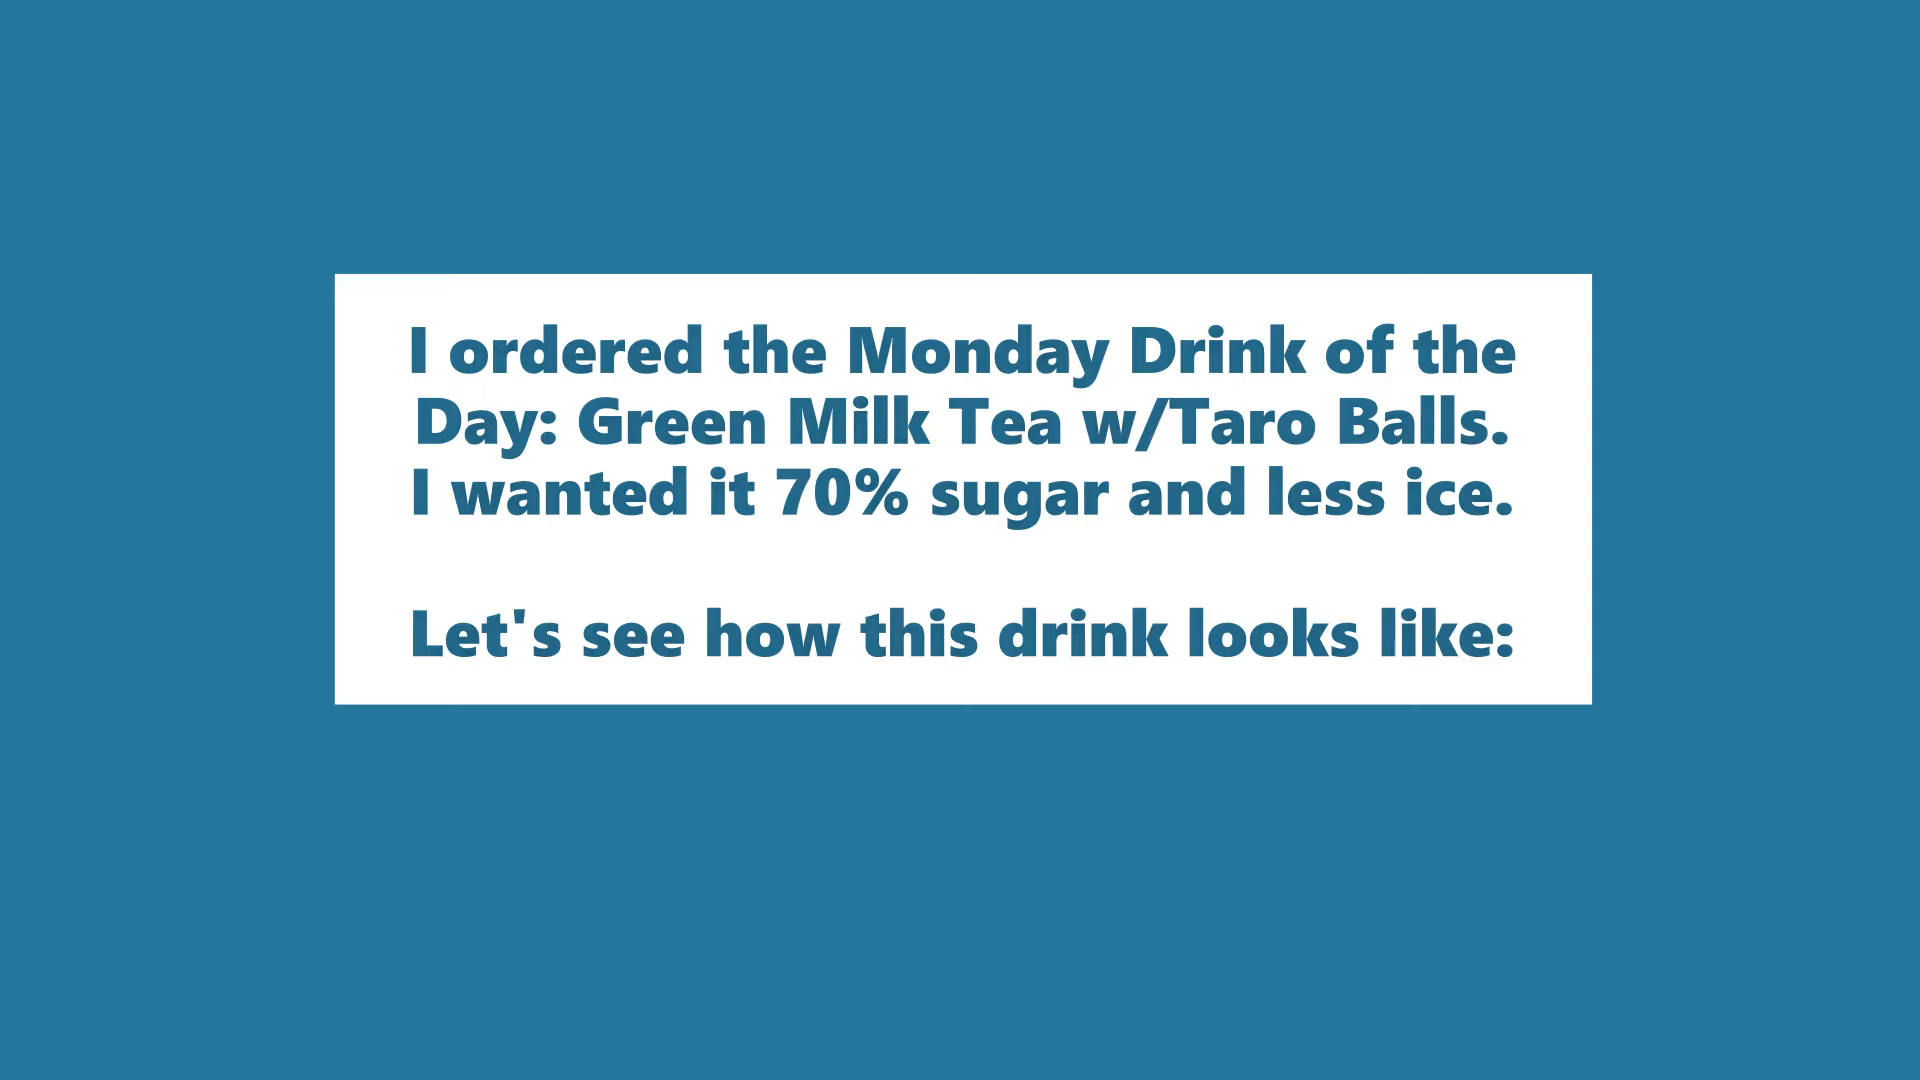 I ordered the Monday Drink of the
Day: Green Milk Tea w/Taro Balls.
I wanted it 70% sugar and less ice.
Let's see how this drink looks like: